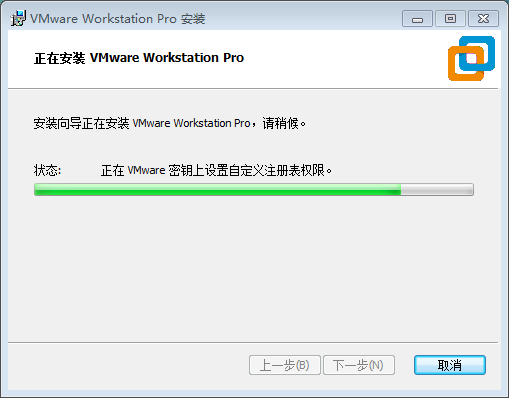 VMware Workstation Pro 安装
正在安装 VMware Workstation Pro
安装向导正在安装 VMware Workstation Pro，请稍候。
状态: 正在 VMware 密钥上设置自定义注册表权限。
上一步(B) 下一步(N) 取消